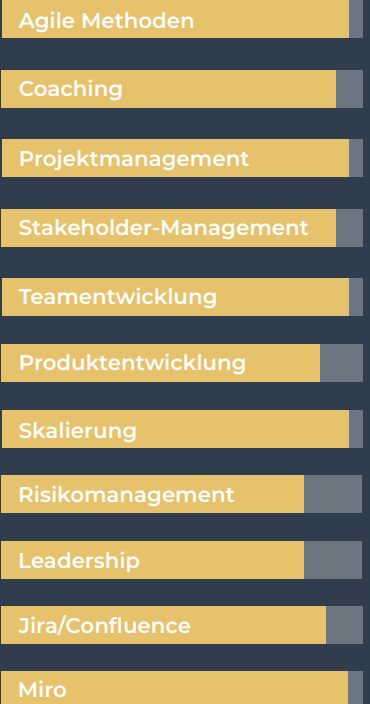 Agile Methoden
Coaching
Projektmanagement
Stakeholder-Management
Teamentwicklung
Produktentwicklung
Skalierung
Risikomanagement
Leadership
Jira/Confluence
Miro